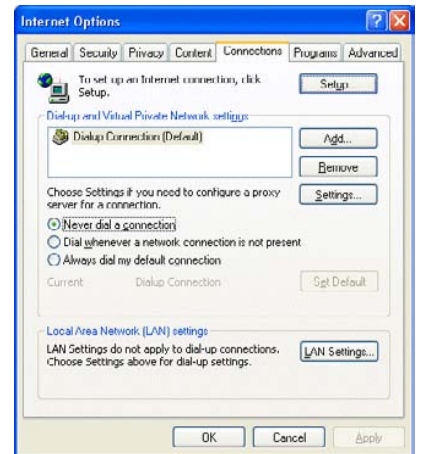 Internet Options
General Security Privacy Content Connections Programs Advanced
To set up an Internet connection, click
Setup.
Setup...
Dial-up and Virtual Private Network settings
Dialup Connection (Default)
Add...
Remove
Choose Settings if you need to configure a proxy
server for a connection.
Settings...
Never dial a connection
Dial whenever a network connection is not present
Always dial my default connection
Current Dialup Connection
Set Default
Local Area Network (LAN) settings
LAN Settings do not apply to dial-up connections.
Choose Settings above for dial-up settings.
LAN Settings...
OK Cancel Apply